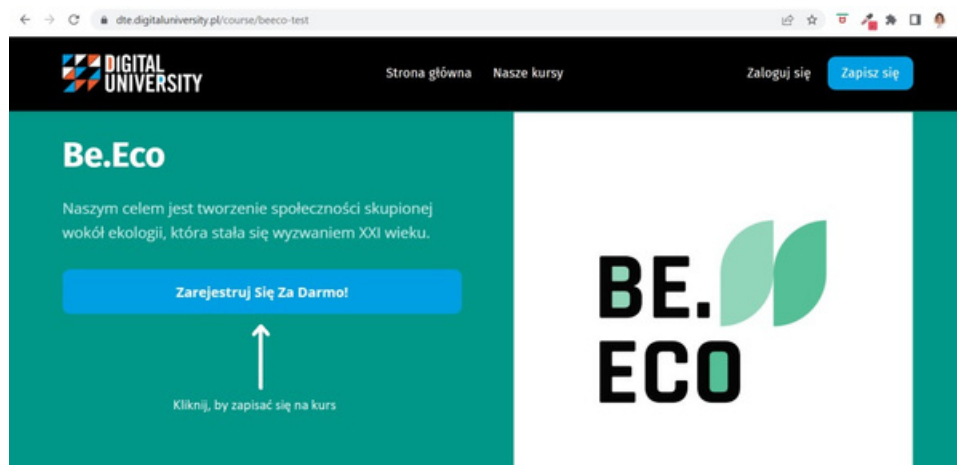 dte.digitaluniversity.pl/course/beeco-test
DIGITAL
UNIVERSITY
Strona główna
Nasze kursy
Zaloguj się
Zapisz się
Be.Eco
Naszym celem jest tworzenie społeczności skupionej
wokół ekologii, która stała się wyzwaniem XXI wieku.
Zarejestruj Się Za Darmo!
Kliknij, by zapisać się na kurs
BE.
ECO